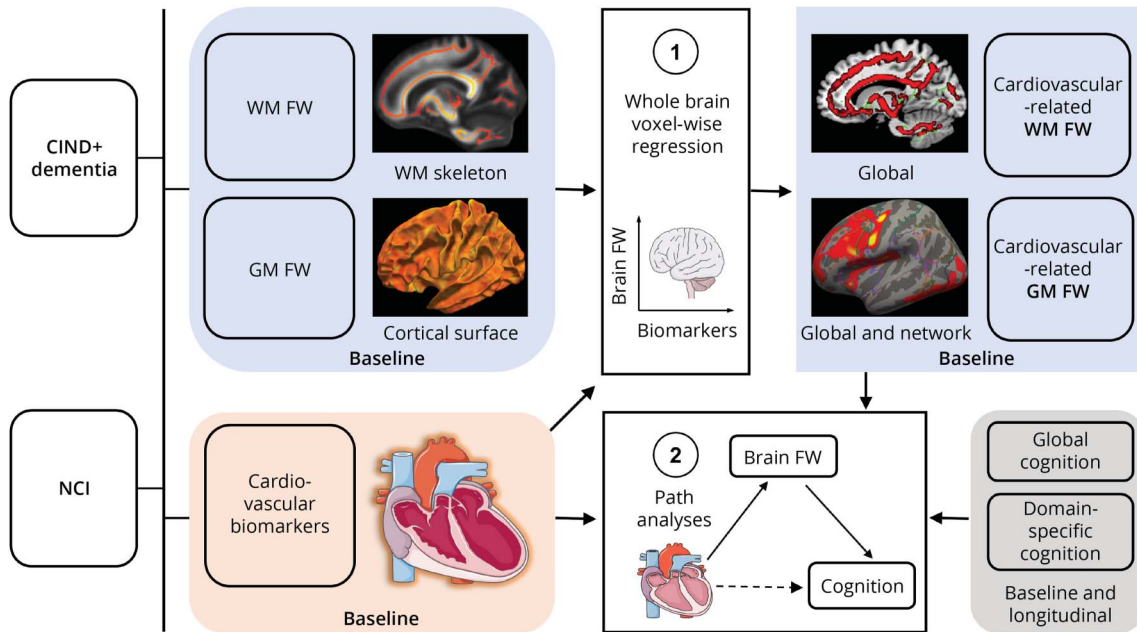 CIND+
dementia
NCI
WM FW
WM skeleton
GM FW
Cortical surface
Baseline
Cardio-
vascular
biomarkers
Baseline
1
Whole brain
voxel-wise
regression
Brain FW
Biomarkers
Global
Cardiovascular
-related
WM FW
Global and network
Cardiovascular
-related
GM FW
Baseline
2
Path
analyses
Brain FW
Cognition
Global
cognition
Domain-
specific
cognition
Baseline and
longitudinal